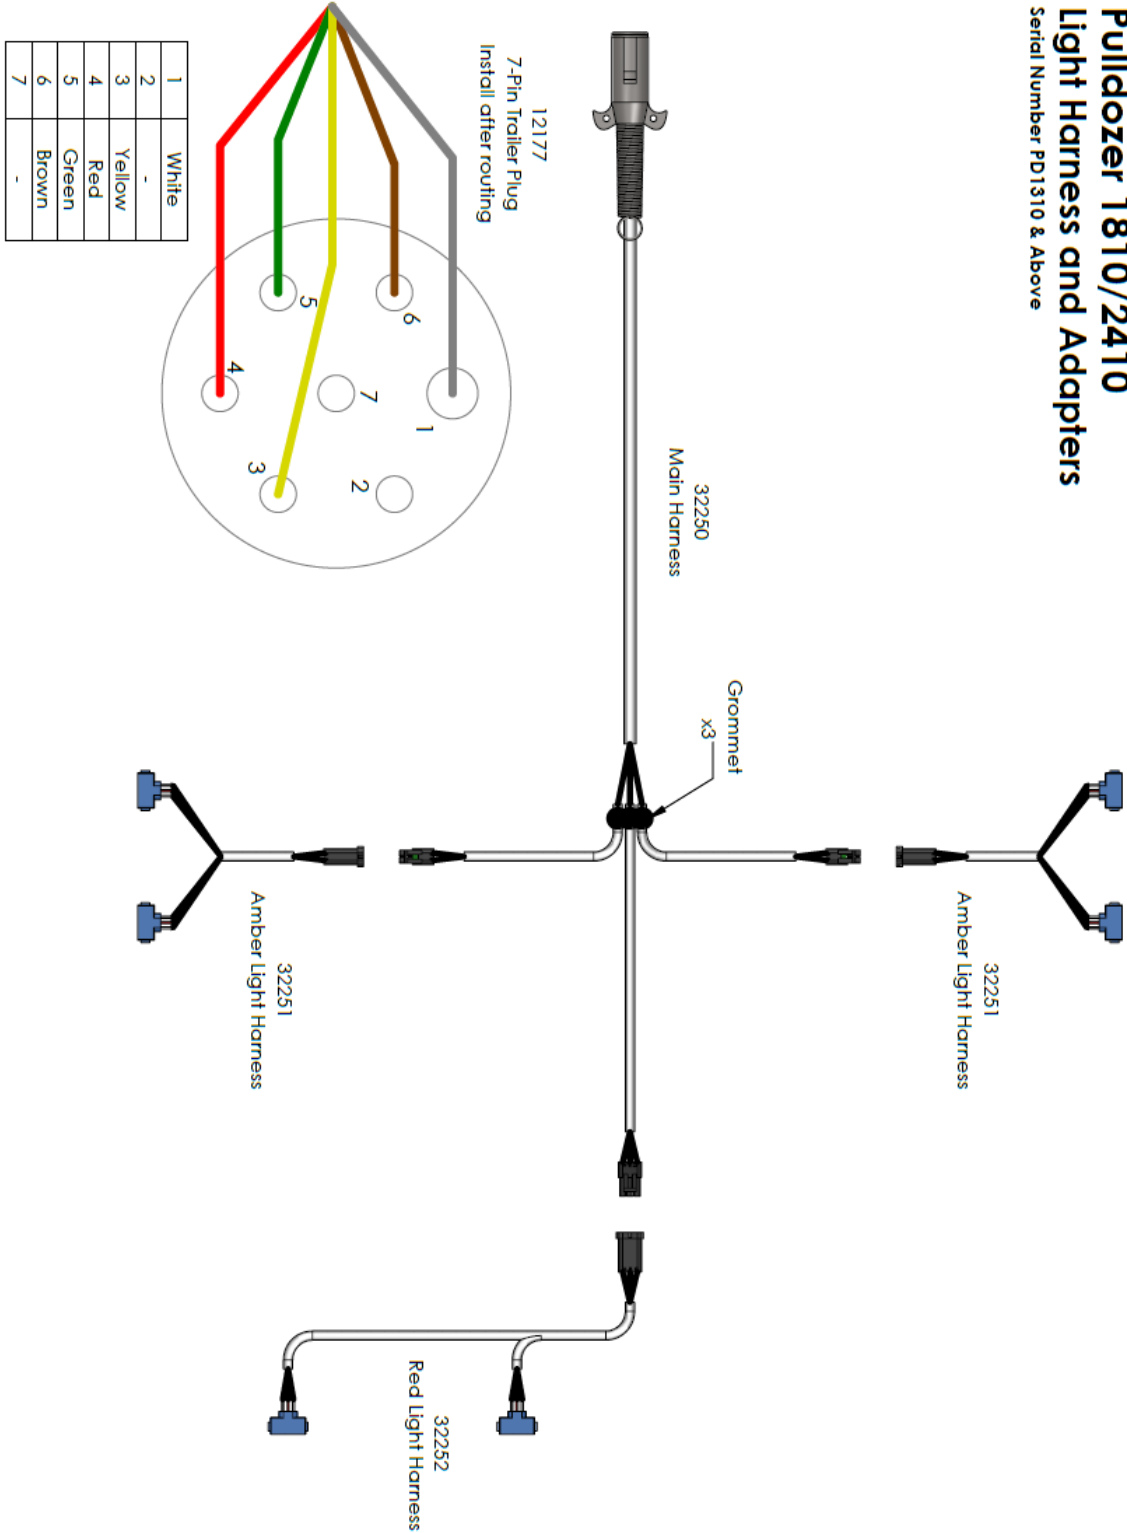 Pulldozer 1810/2410
Light Harness and Adapters
Serial Number PD1310 & Above
12177
7-Pin Trailer Plug
Install after routing
32250
Main Harness
Grommet
x3
32251
Amber Light Harness
32251
Amber Light Harness
32252
Red Light Harness
1
2
3
4
5
6
7
1 White
2 -
3 Yellow
4 Red
5 Green
6 Brown
7 -